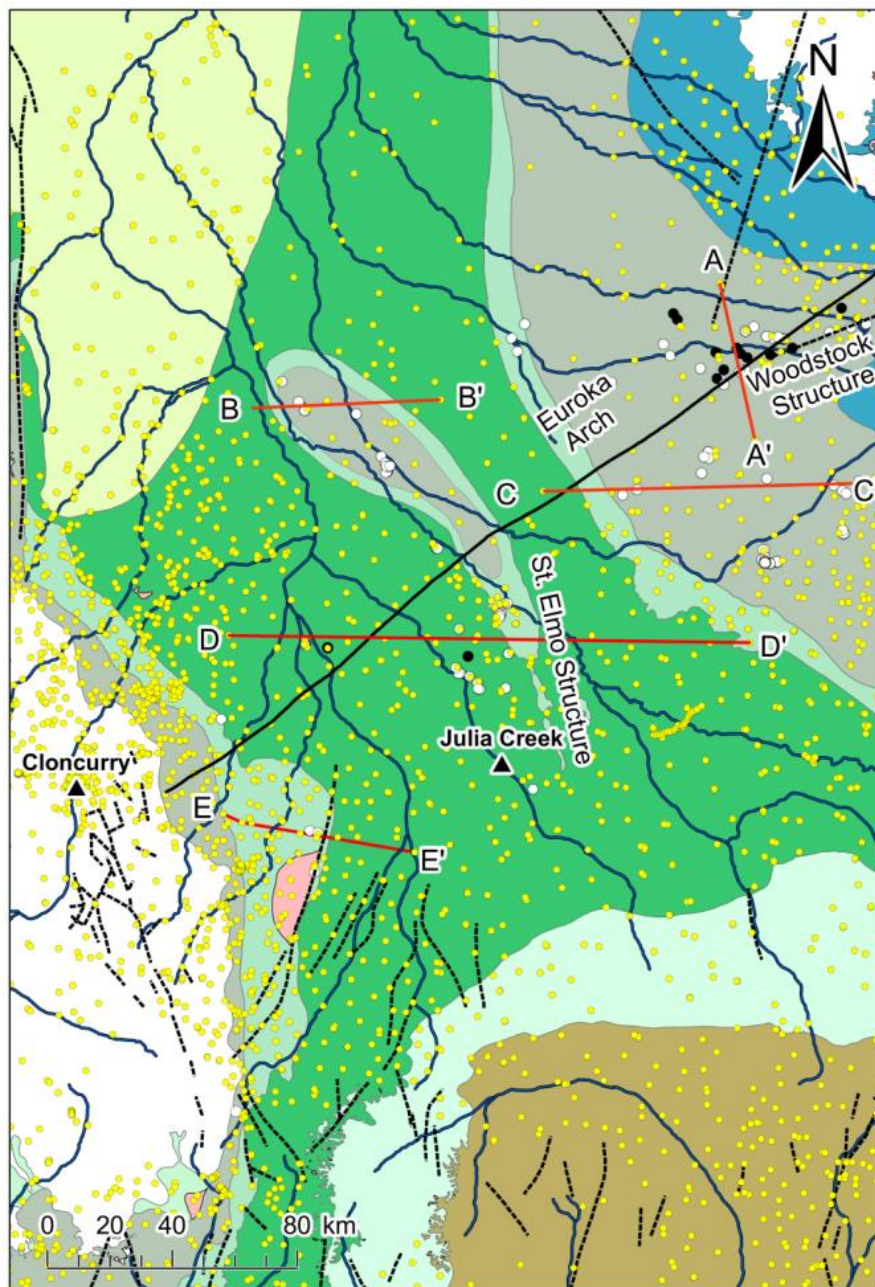 N
A
Woodstock
Structure
B
B'
Euroka
Arch
A'
C
C
St. Elmo Structure
D
D'
Julia Creek
Cloncurry
E
E'
0 20 40 80 km